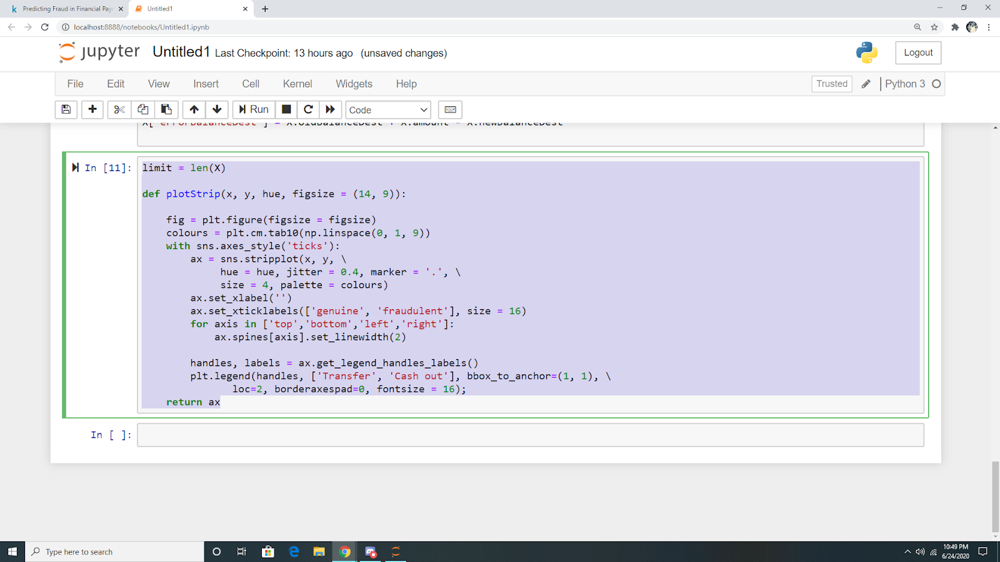 Predicting Fraud in Financial Pay
Untitled1
localhost:8888/notebooks/Untitled1.ipynb
jupyter Untitled1 Last Checkpoint: 13 hours ago (unsaved changes)
Logout
File Edit View Insert Cell Kernel Widgets Help
Trusted
Python 3
Run
Code
X['errorBalanceDest'] = X.oldBalanceDest + X.amount - X.newBalanceDest
In [11]:
limit = len(X)
def plotStrip(x, y, hue, figsize = (14, 9)):
fig = plt.figure(figsize = figsize)
colours = plt.cm.tab10(np.linspace(0, 1, 9))
with sns.axes_style('ticks'):
ax = sns.stripplot(x, y, \
hue = hue, jitter = 0.4, marker = '.', \
size = 4, palette = colours)
ax.set_xlabel('')
ax.set_xticklabels(['genuine', 'fraudulent'], size = 16)
for axis in ['top','bottom','left','right']:
ax.spines[axis].set_linewidth(2)
handles, labels = ax.get_legend_handles_labels()
plt.legend(handles, ['Transfer', 'Cash out'], bbox_to_anchor=(1, 1), \
loc=2, borderaxespad=0, fontsize = 16);
return ax
In [ ]:
Type here to search
10:49 PM
6/24/2020